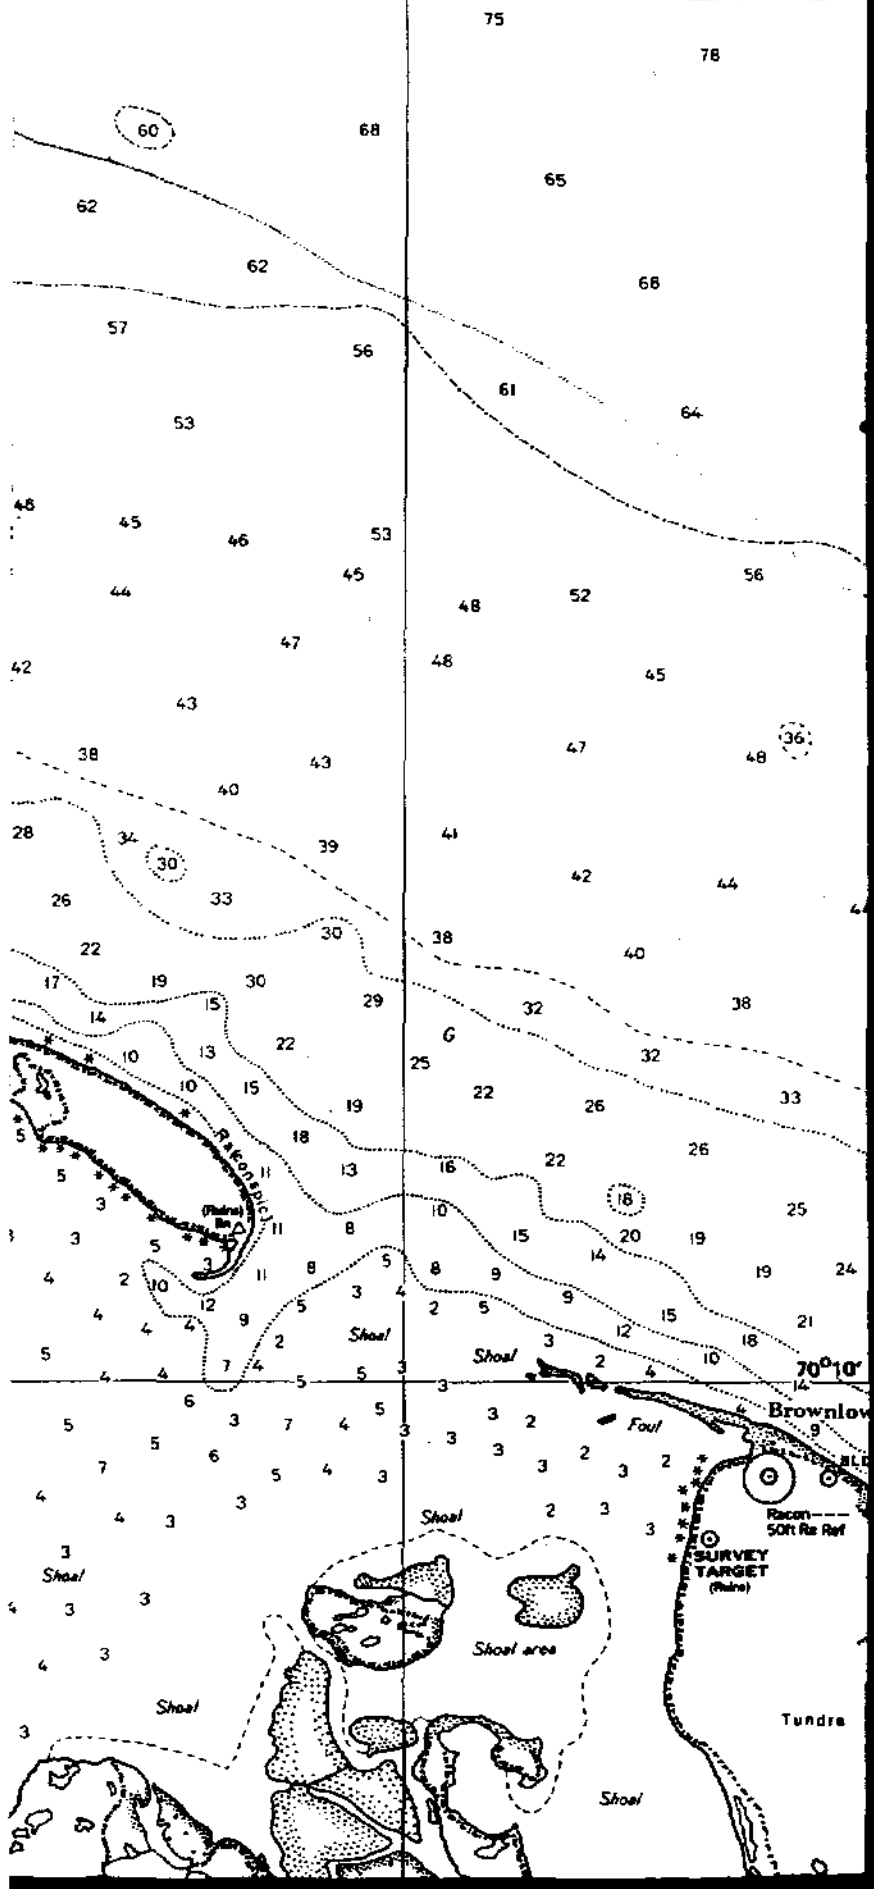 75
78
60 68
65
62
62
68
57
56
61
64
53
48
45
46 53
45
44 48 52 56
47
42 48
45
43
36
38 43 47 48
40
28 34 39 41
30
42 44
26 33
30 38
22
40
17 19 30
15 29 32 38
14
G
10 13 22
25 32
10 15
19 22 26 33
5
18
26
5 11 13 16 22
18
3 Ra (conspic)
10 25
(Ruins)
Bn
11 8 15 20 19
3 5 14
3 5
4 2 10 11 8 8 9 19 24
3 4
12 5 2 5 9
4 4 4 9 15 21
2 Shoal 3 12 18
5 Shoal 2 10
7 4 5 3 4 70°10'
4 4 5 3 14
6 5 3 4 Brownlow
5 3 7 4 3 2 Foul 9
5 6 3 3 2 2
7 5 4 3 3 3 BLD
4 3
4 3 Shoal 2 3 Racon
3 50ft Ra Ref
3 SURVEY
Shoal TARGET
(Ruins)
4 3 3
Shoal area
4 3
Shoal
3 Tundra
Shoal